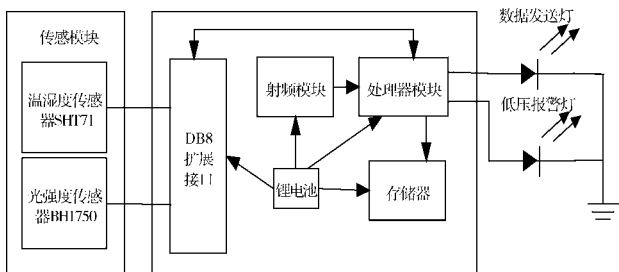 传感模块
温湿度传感
器SHT71
光强度传感
器BH1750
DB8
扩展
接口
射频模块
处理器模块
锂电池
存储器
数据发送灯
低压报警灯